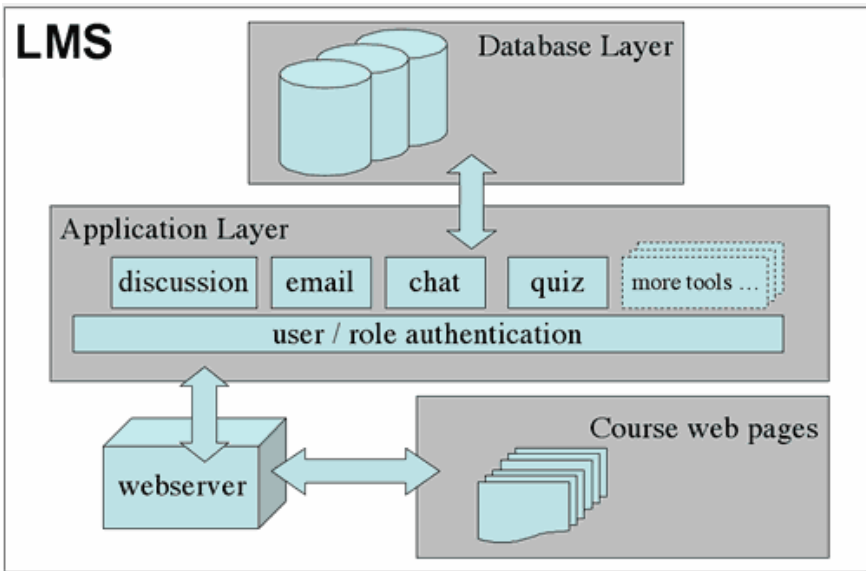 LMS
Database Layer
Application Layer
discussion
email
chat
quiz
more tools ...
user / role authentication
webserver
Course web pages